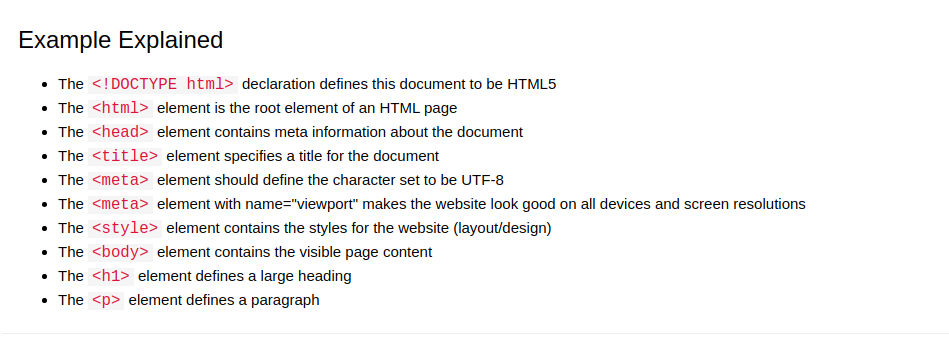 Example Explained
• The <!DOCTYPE html> declaration defines this document to be HTML5
• The <html> element is the root element of an HTML page
• The <head> element contains meta information about the document
• The <title> element specifies a title for the document
• The <meta> element should define the character set to be UTF-8
• The <meta> element with name="viewport" makes the website look good on all devices and screen resolutions
• The <style> element contains the styles for the website (layout/design)
• The <body> element contains the visible page content
• The <h1> element defines a large heading
• The <p> element defines a paragraph